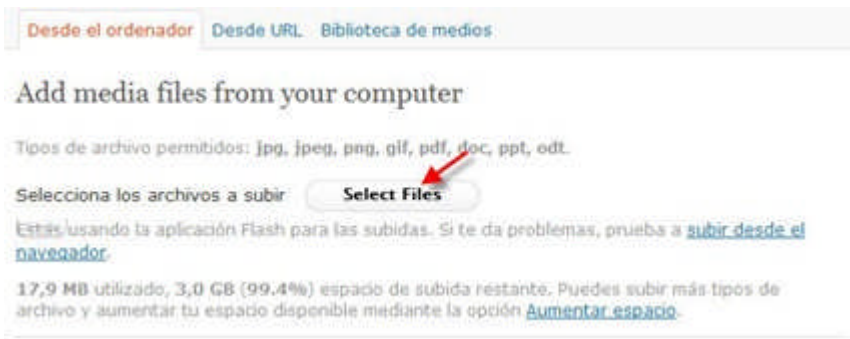 Desde el ordenador Desde URL Biblioteca de medios
Add media files from your computer
Tipos de archivo permitidos: jpg, jpeg, png, gif, pdf, doc, ppt, odt.
Selecciona los archivos a subir Select Files
Estás usando la aplicación Flash para las subidas. Si te da problemas, prueba a subir desde el
navegador.
17,9 MB utilizado, 3,0 GB (99.4%) espacio de subida restante. Puedes subir más tipos de
archivo y aumentar tu espacio disponible mediante la opción Aumentar espacio.